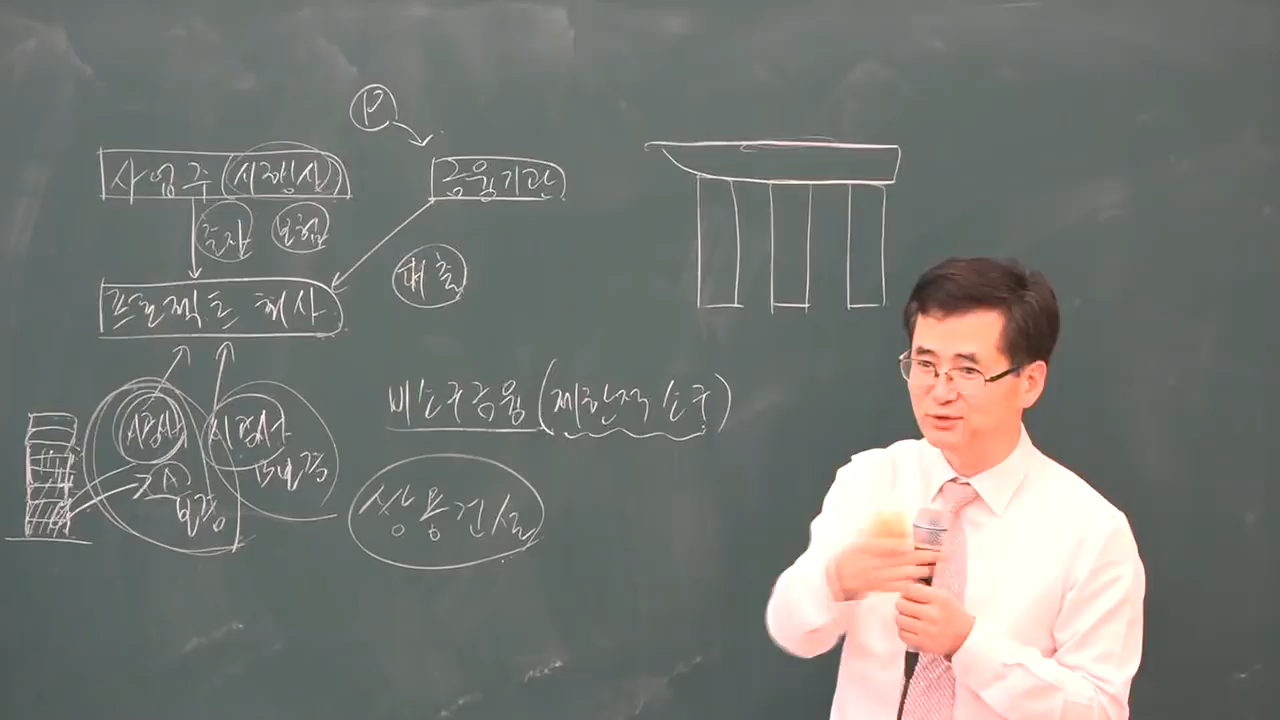 P
사업주 (시행사)
금융기관
출자 보험
대출
프로젝트 회사
비소구금융 (제한적 소구)
시행사
시공사
A
보증
보증
쌍용건설